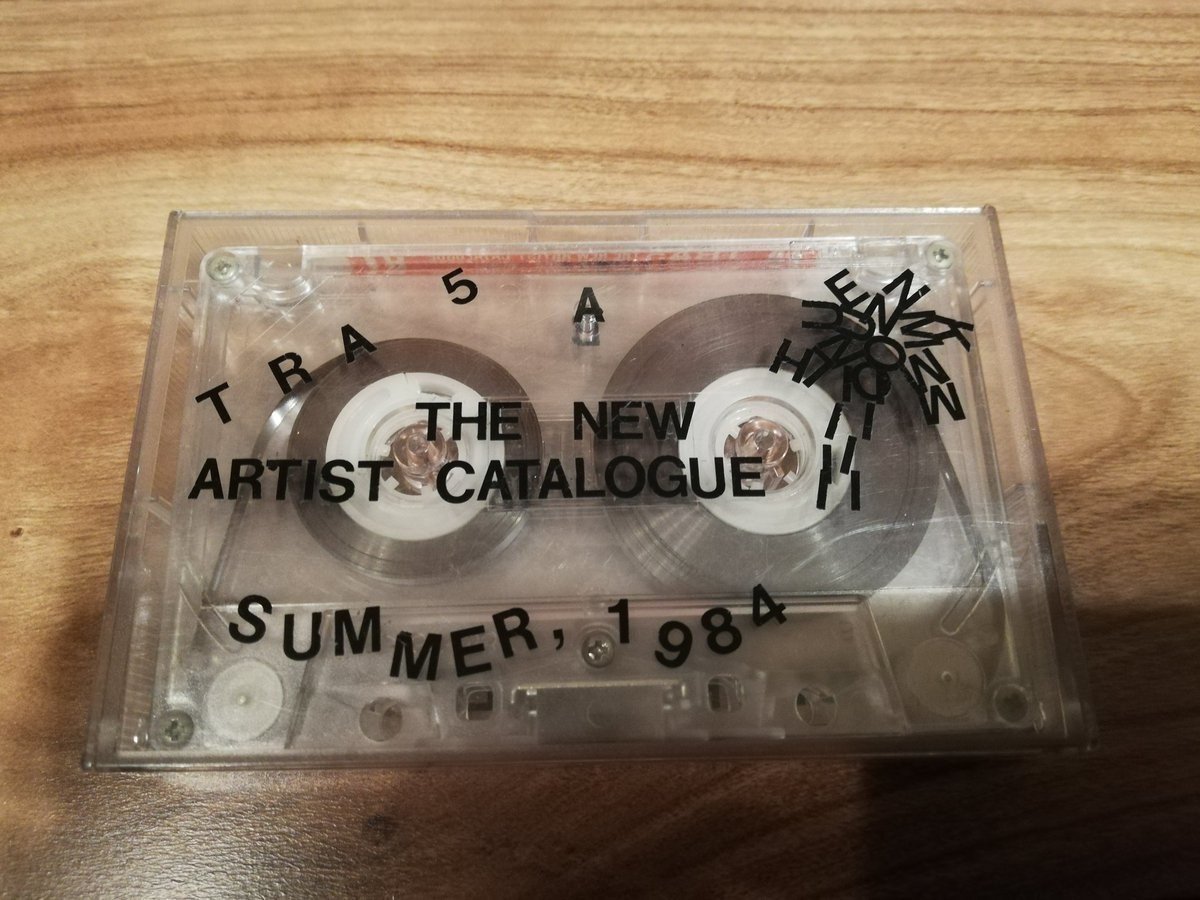 TRA 5 A
THE NEW
ARTIST CATALOGUE
SUMMER, 1984